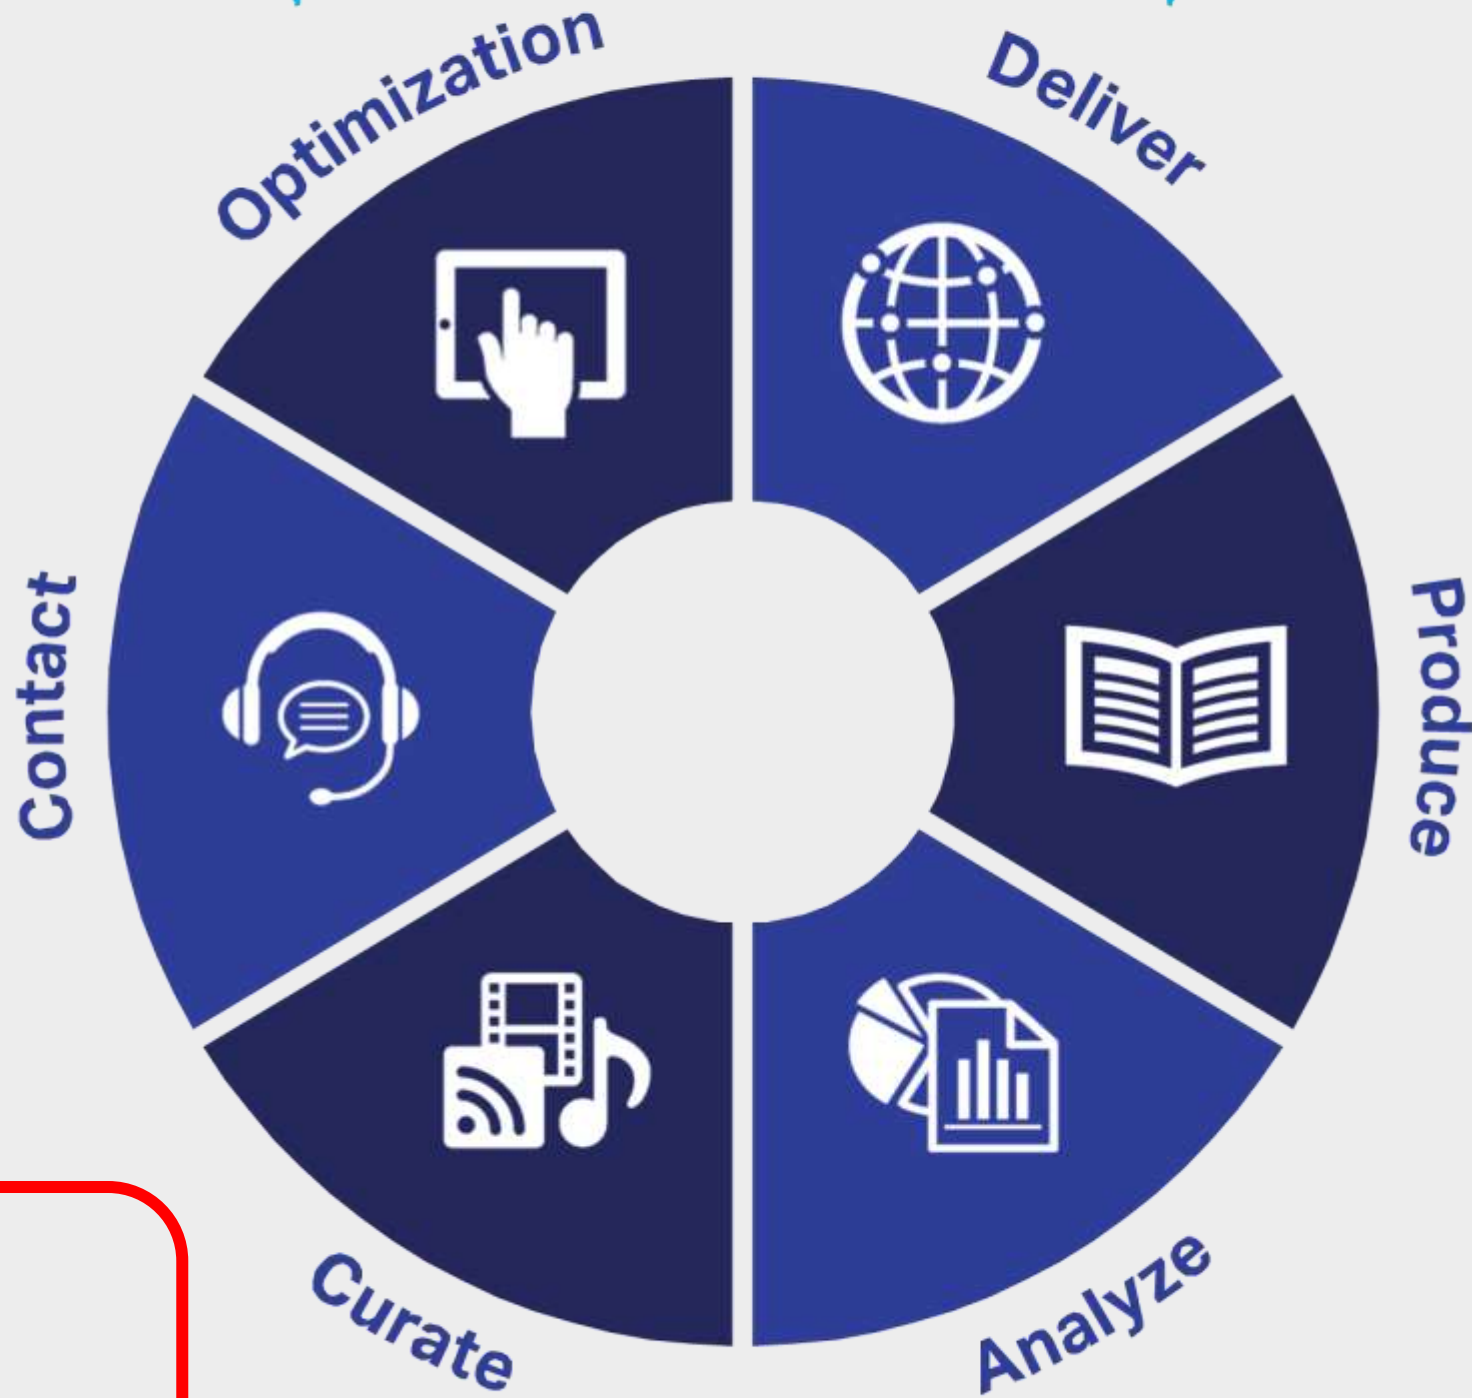 Optimization
Deliver
Contact
Produce
Curate
Analyze